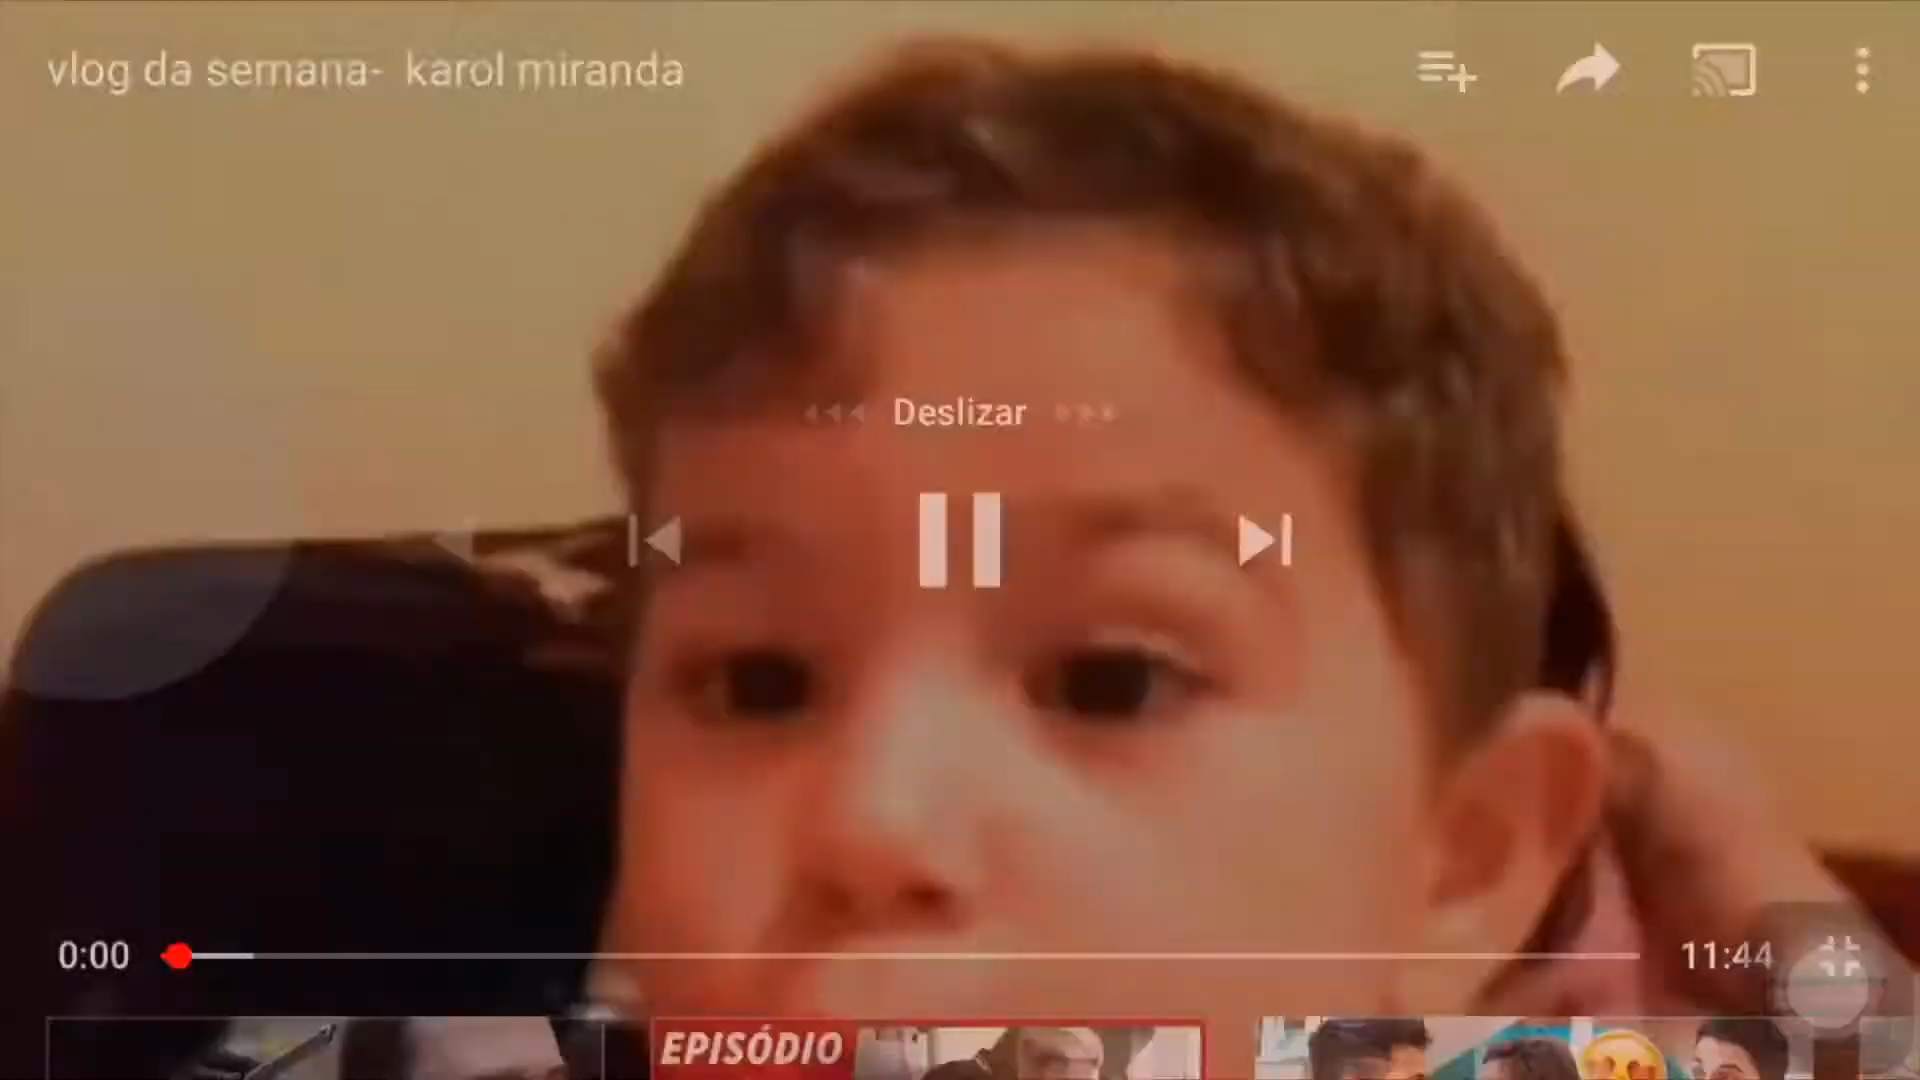 vlog da semana- karol miranda
Deslizar
0:00
11:44
EPISÓDIO